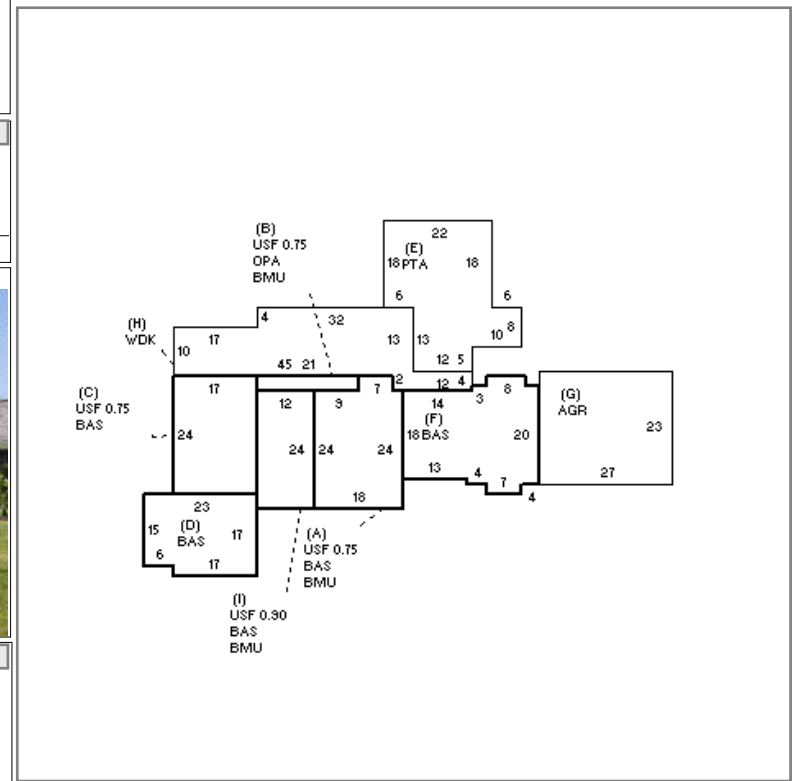 (B)
USF 0.75
OPA
BMU
22
(E)
18 PTA 18
6 6
(H)
WDK
4 32
17
10
13 13
10 8
12 5
45 21
(C)
USF 0.75
BAS
17
24
7 2 12 4
12 9
14 3 8
(F)
18 BAS
20
(G)
AGR
23
27
24 24 24
13 4 7 4
18
23
(D)
BAS
15 17
6 17
(A)
USF 0.75
BAS
BMU
(I)
USF 0.90
BAS
BMU